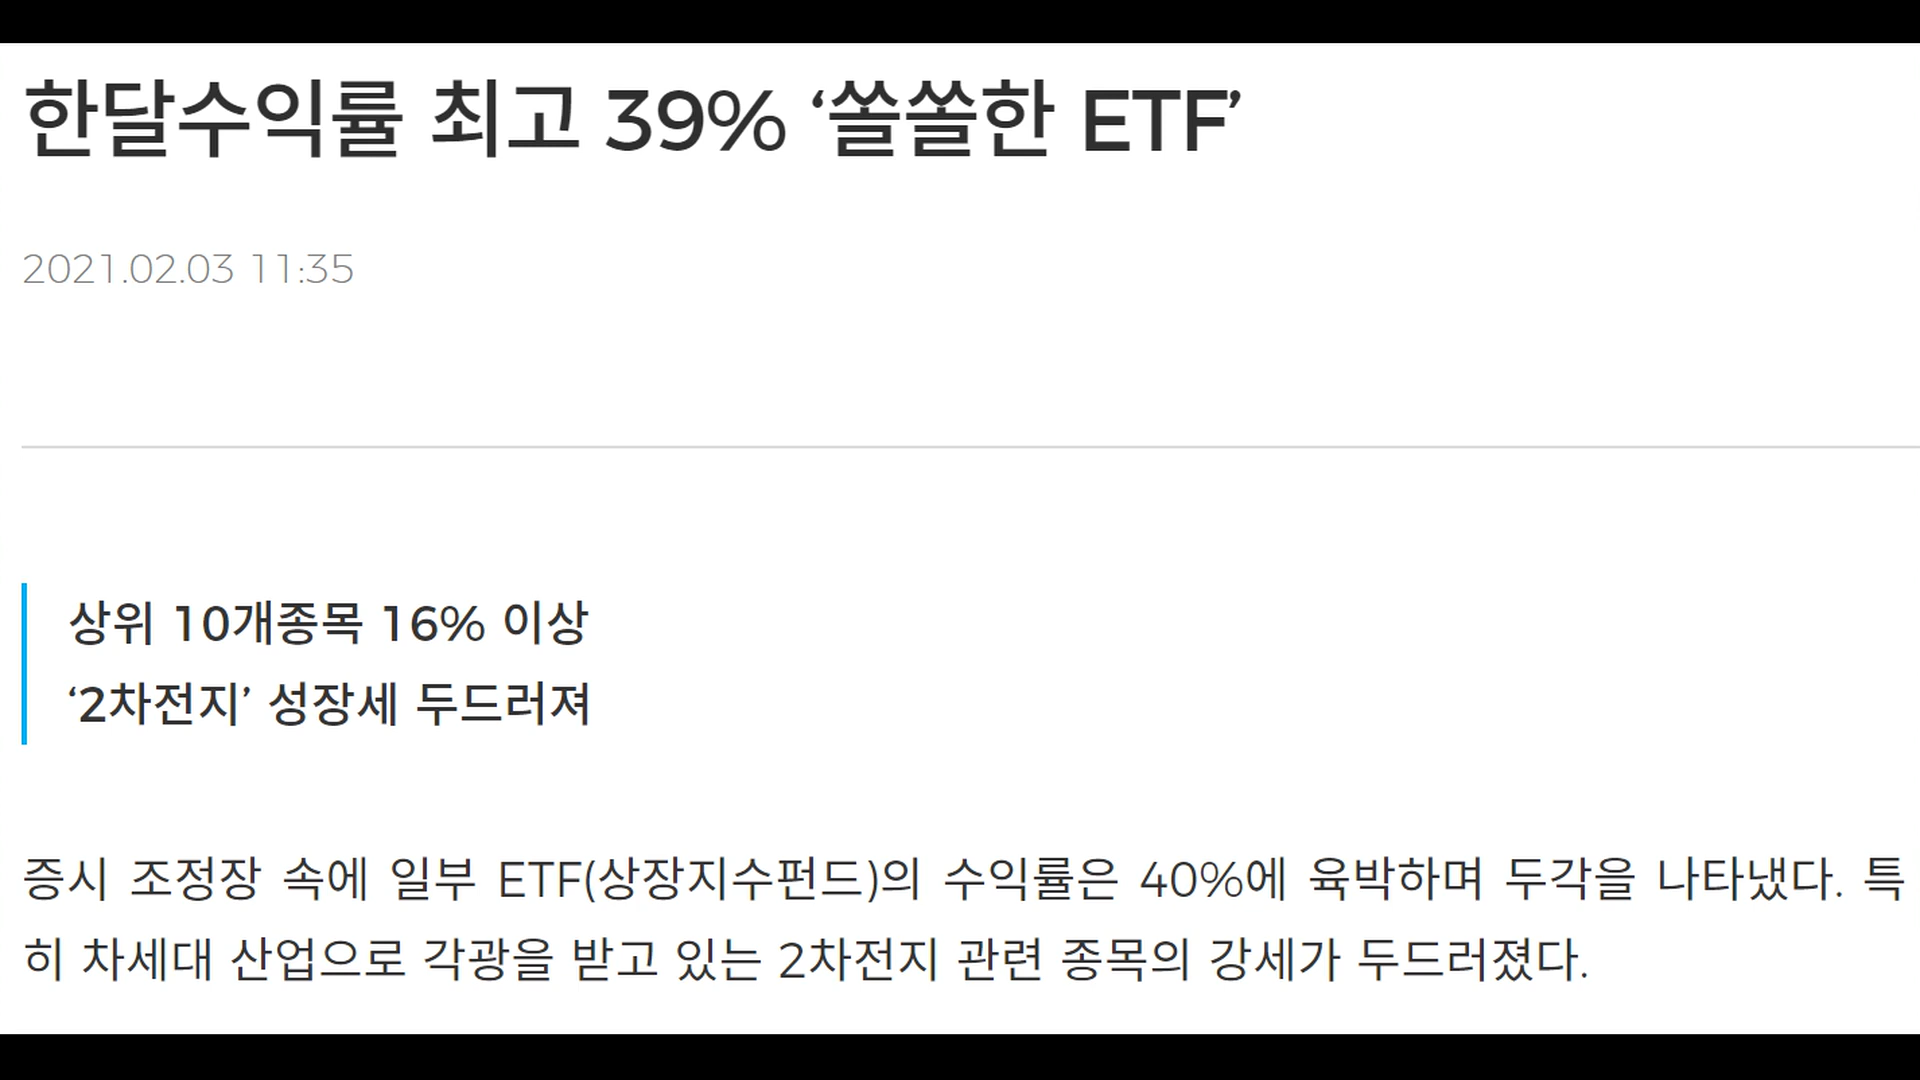 한달수익률 최고 39% ‘쏠쏠한 ETF’
2021.02.03 11:35
상위 10개종목 16% 이상
‘2차전지’ 성장세 두드러져
증시 조정장 속에 일부 ETF(상장지수펀드)의 수익률은 40%에 육박하며 두각을 나타냈다. 특
히 차세대 산업으로 각광을 받고 있는 2차전지 관련 종목의 강세가 두드러졌다.